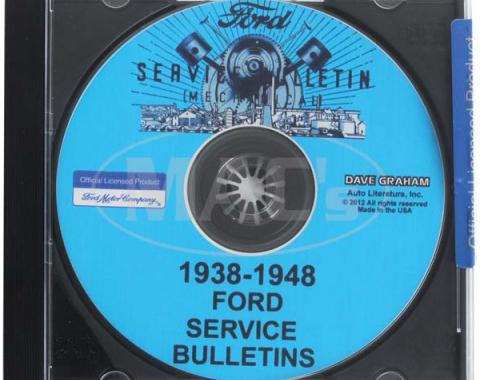 Ford
SERVICE BULLETIN
(MECHANICAL)
Official Licensed Product
Ford Motor Company
MAC's
DAVE GRAHAM
Auto Literature, Inc.
© 2012 All rights reserved
Made in the USA
1938-1948
FORD
SERVICE
BULLETINS
Official Licensed Product